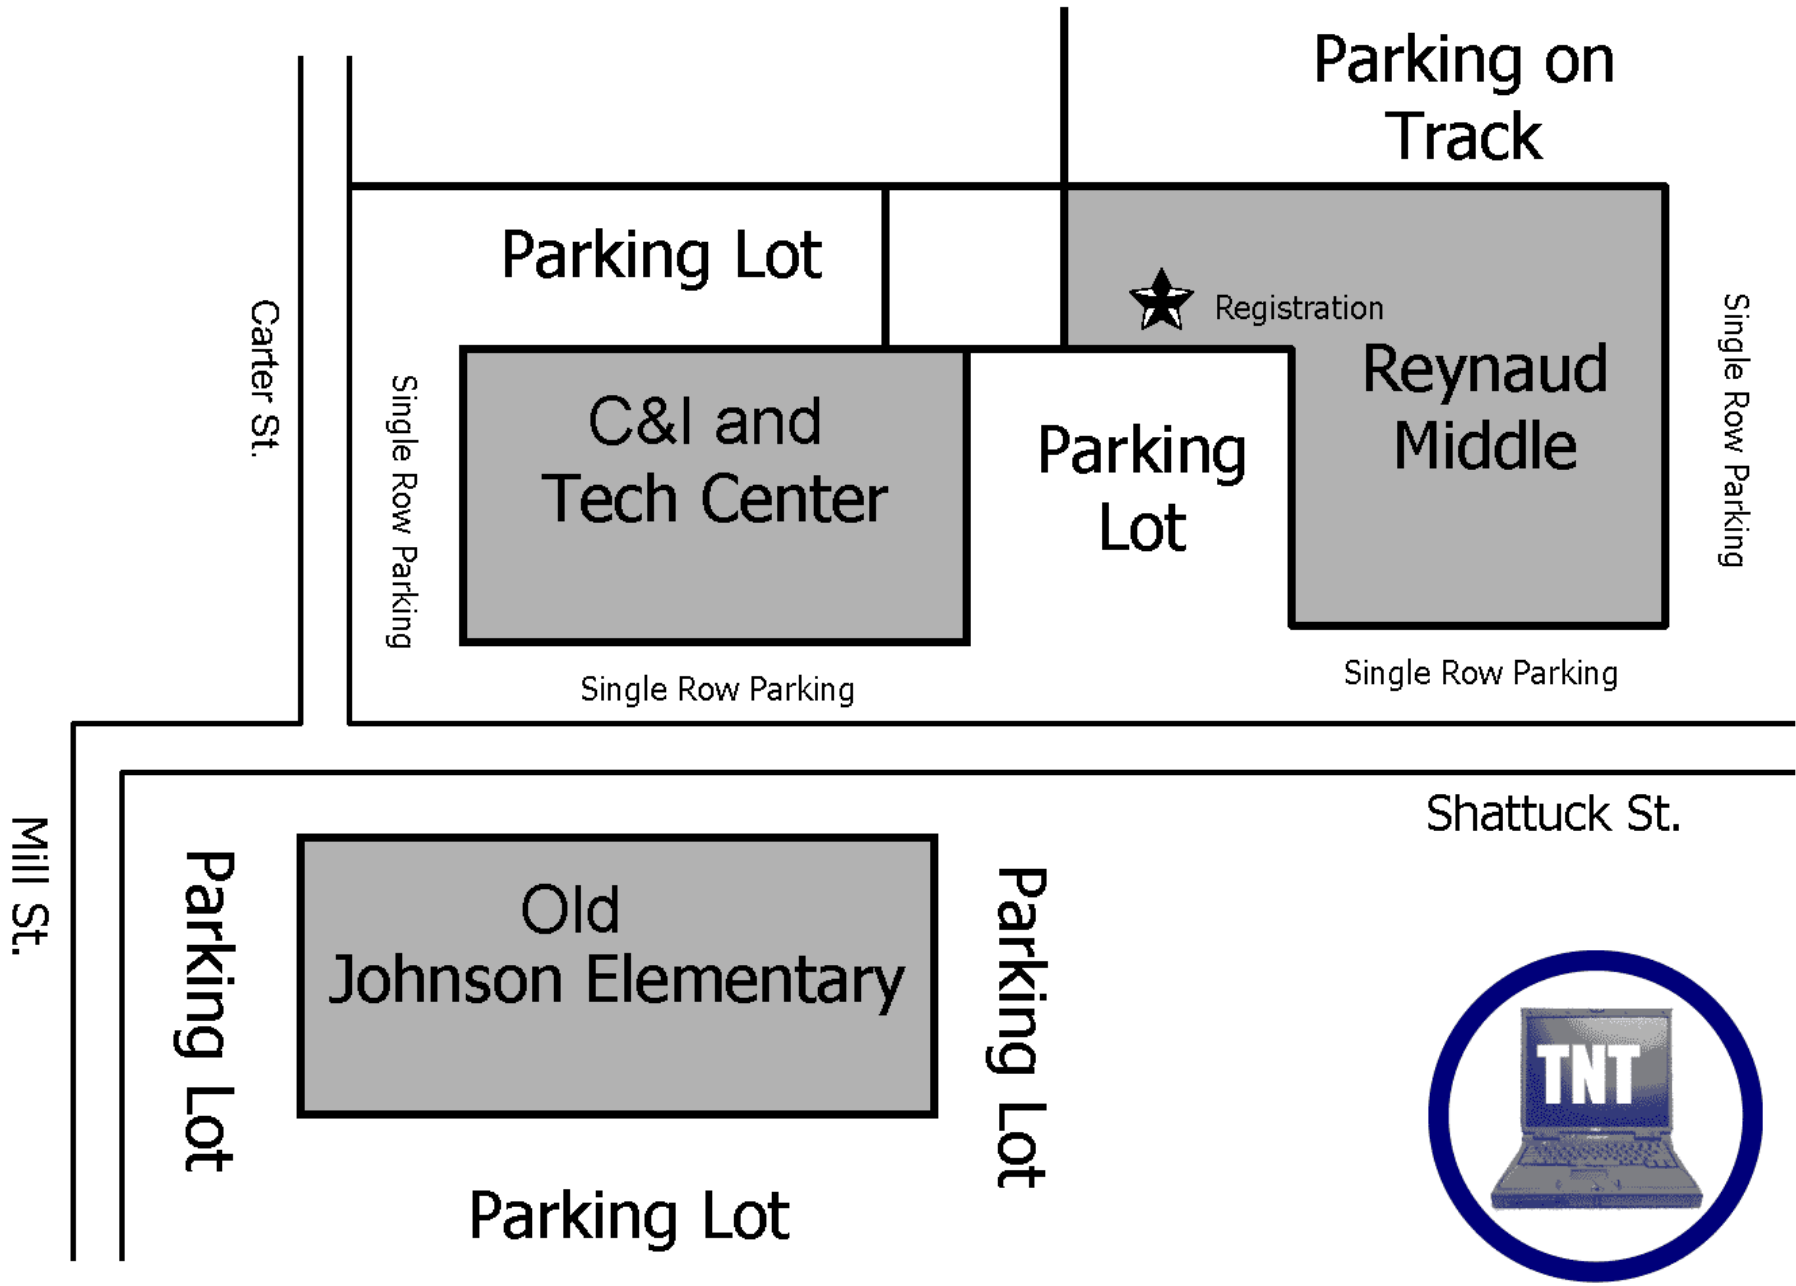 Parking on
Track
Parking Lot
Registration
Carter St.
Single Row Parking
C&I and
Tech Center
Parking
Lot
Reynaud
Middle
Single Row Parking
Single Row Parking
Single Row Parking
Shattuck St.
Mill St.
Parking Lot
Old
Johnson Elementary
Parking Lot
Parking Lot
TNT